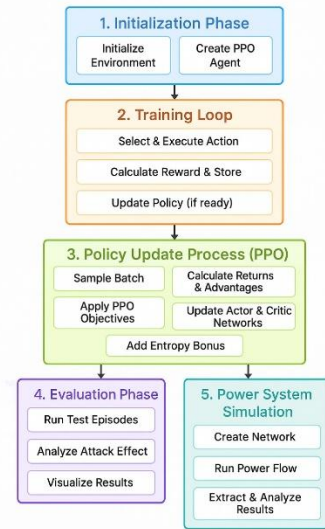 1. Initialization Phase
Initialize
Environment
Create PPO
Agent
2. Training Loop
Select & Execute Action
Calculate Reward & Store
Update Policy (if ready)
3. Policy Update Process (PPO)
Sample Batch
Calculate Returns
& Advantages
Apply PPO
Objectives
Update Actor & Critic
Networks
Add Entropy Bonus
4. Evaluation Phase
Run Test Episodes
Analyze Attack Effect
Visualize Results
5. Power System
Simulation
Create Network
Run Power Flow
Extract & Analyze
Results